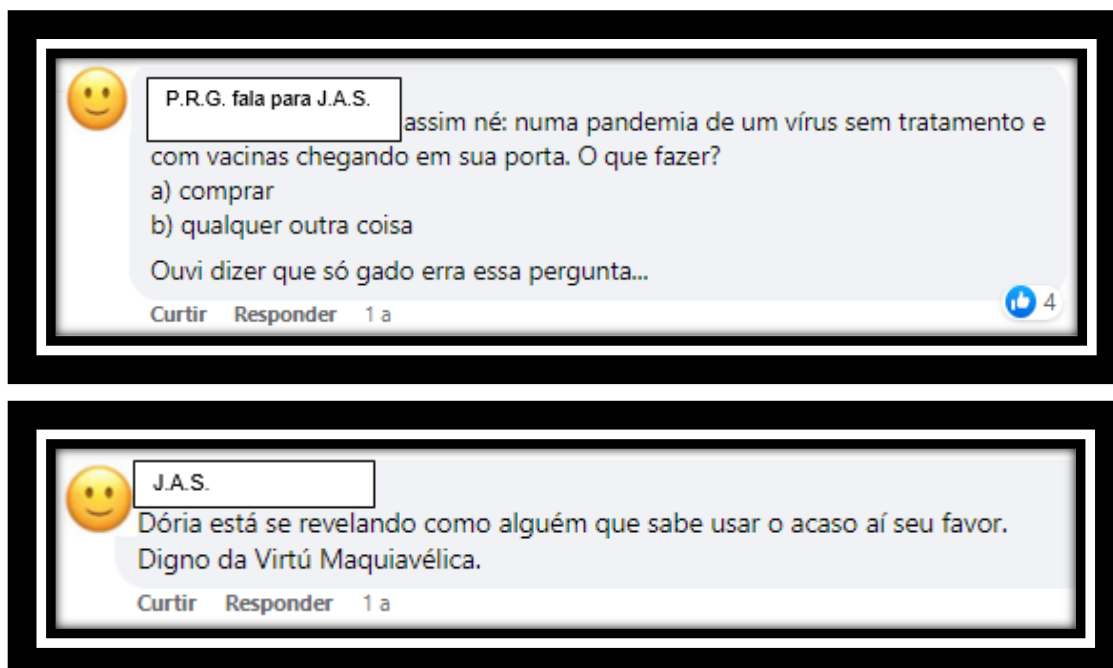 P.R.G. fala para J.A.S.
assim né: numa pandemia de um vírus sem tratamento e
com vacinas chegando em sua porta. O que fazer?
a) comprar
b) qualquer outra coisa
Ouvi dizer que só gado erra essa pergunta...
4
Curtir Responder 1 a
J.A.S.
Dória está se revelando como alguém que sabe usar o acaso aí seu favor.
Digno da Virtú Maquiavélica.
Curtir Responder 1 a